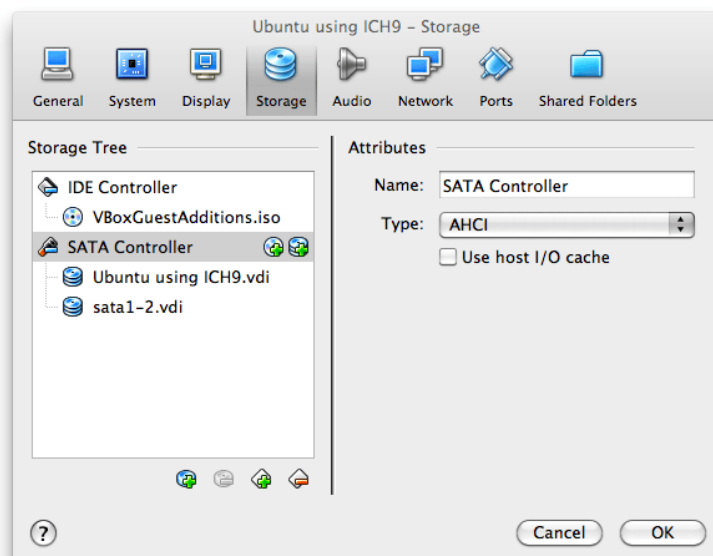 Ubuntu using ICH9 – Storage
General System Display Storage Audio Network Ports Shared Folders
Storage Tree
IDE Controller
VBoxGuestAdditions.iso
SATA Controller
Ubuntu using ICH9.vdi
sata1-2.vdi
Attributes
Name: SATA Controller
Type: AHCI
Use host I/O cache
?
Cancel OK